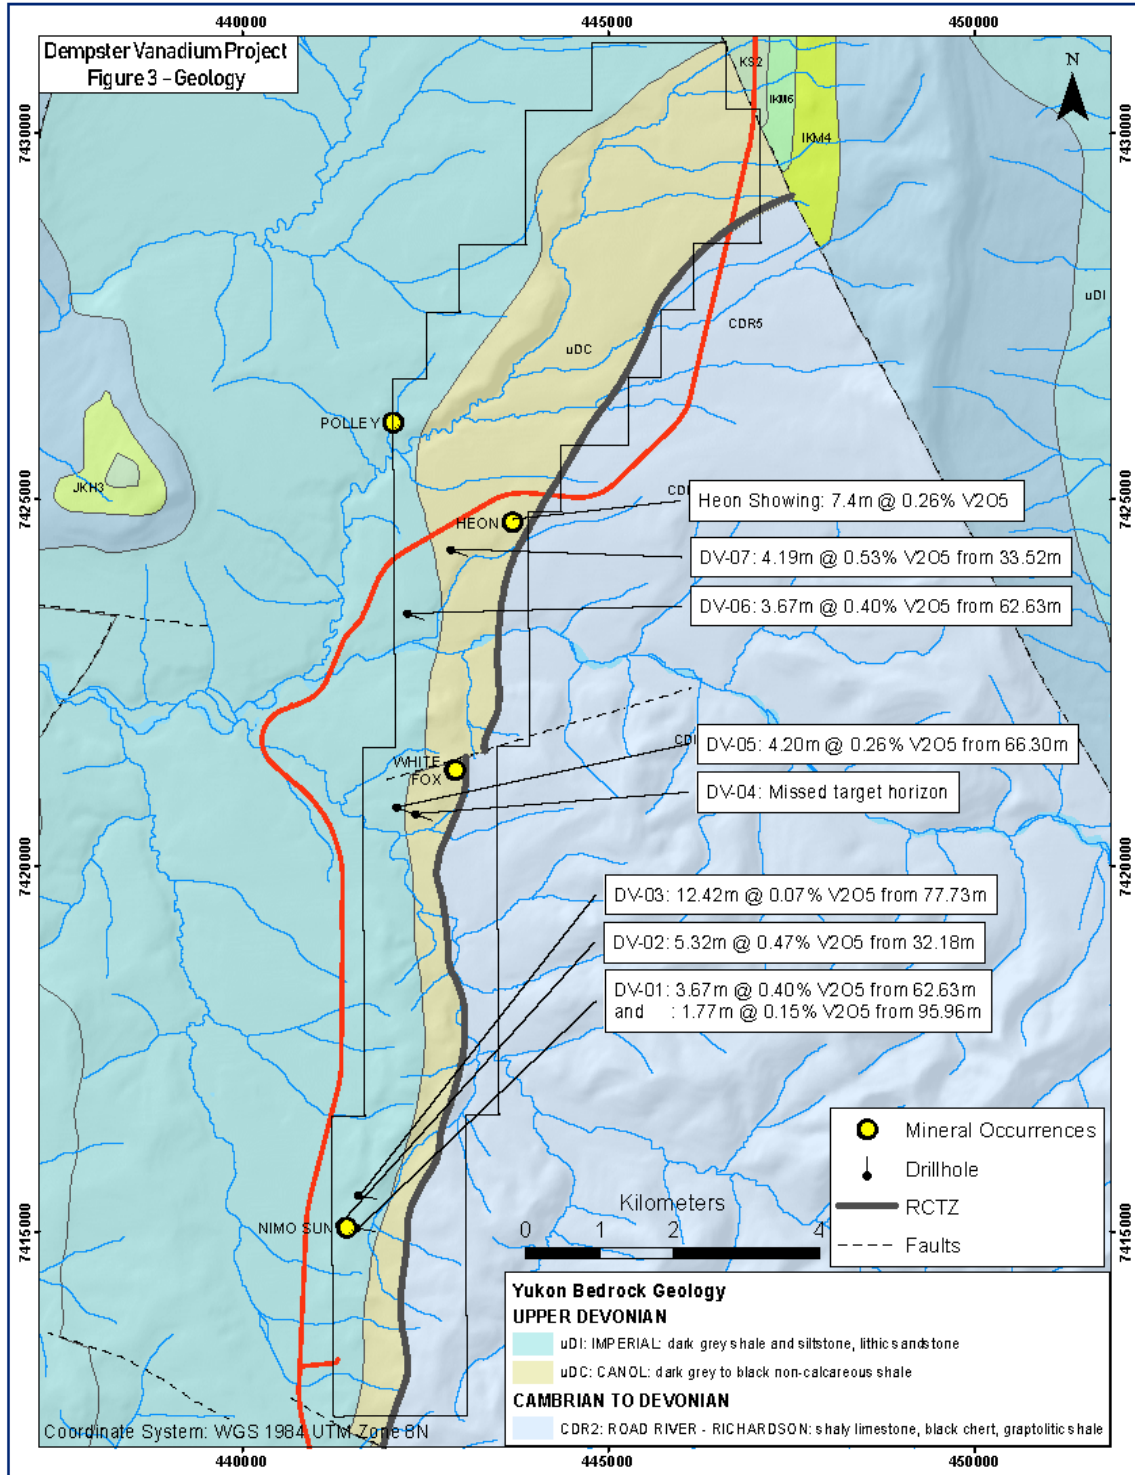 440000
445000
450000
Dempster Vanadium Project
Figure 3 - Geology
N
KS2
IKM6
IKM4
7430000
7430000
uDI
CDR5
uDC
POLLEY
JKH3
7425000
7425000
HEON
Heon Showing: 7.4m @ 0.26% V2O5
DV-07: 4.19m @ 0.53% V2O5 from 33.52m
DV-06: 3.67m @ 0.40% V2O5 from 62.63m
WHITE
FOX
DV-05: 4.20m @ 0.26% V2O5 from 66.30m
DV-04: Missed target horizon
7420000
7420000
DV-03: 12.42m @ 0.07% V2O5 from 77.73m
DV-02: 5.32m @ 0.47% V2O5 from 32.18m
DV-01: 3.67m @ 0.40% V2O5 from 62.63m
and : 1.77m @ 0.15% V2O5 from 95.96m
NIMO SUN
7415000
7415000
Mineral Occurrences
Drillhole
RCTZ
Faults
Kilometers
0 1 2 4
Yukon Bedrock Geology
UPPER DEVONIAN
uDI: IMPERIAL: dark grey shale and siltstone, lithic sandstone
uDC: CANOL: dark grey to black non-calcareous shale
CAMBRIAN TO DEVONIAN
CDR2: ROAD RIVER - RICHARDSON: shaly limestone, black chert, graptolitic shale
Coordinate System: WGS 1984 UTM Zone 8N
440000
445000
450000